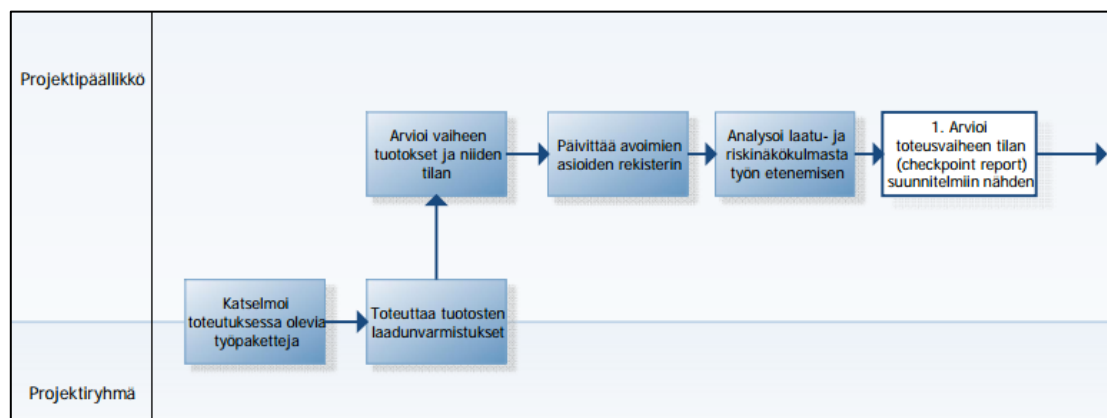 Projektipäällikkö
Arvioi vaiheen
tuotokset ja niiden
tilan
Päivittää avoimien
asioiden rekisterin
Analysoi laatu- ja
riskinäkökulmasta
työn etenemisen
1. Arvioi
toteusvaiheen tilan
(checkpoint report)
suunnitelmiin nähden
Katselmoi
toteutuksessa olevia
työpaketteja
Toteuttaa tuotosten
laadunvarmistukset
Projektiryhmä